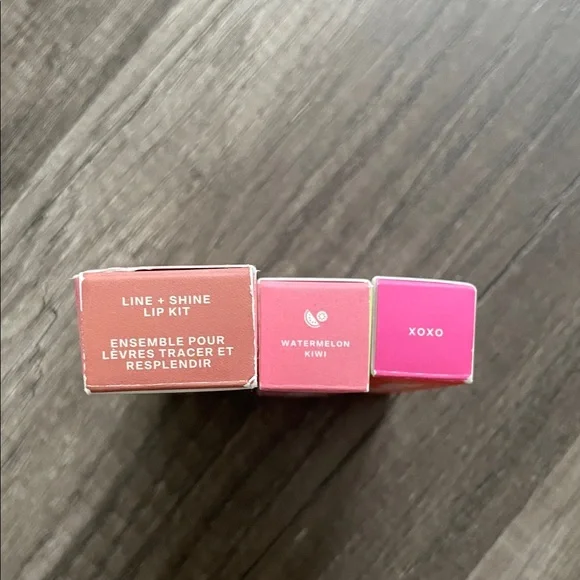 LINE + SHINE
LIP KIT
ENSEMBLE POUR
LÈVRES TRACER ET
RESPLENDIR
WATERMELON
KIWI
XOXO